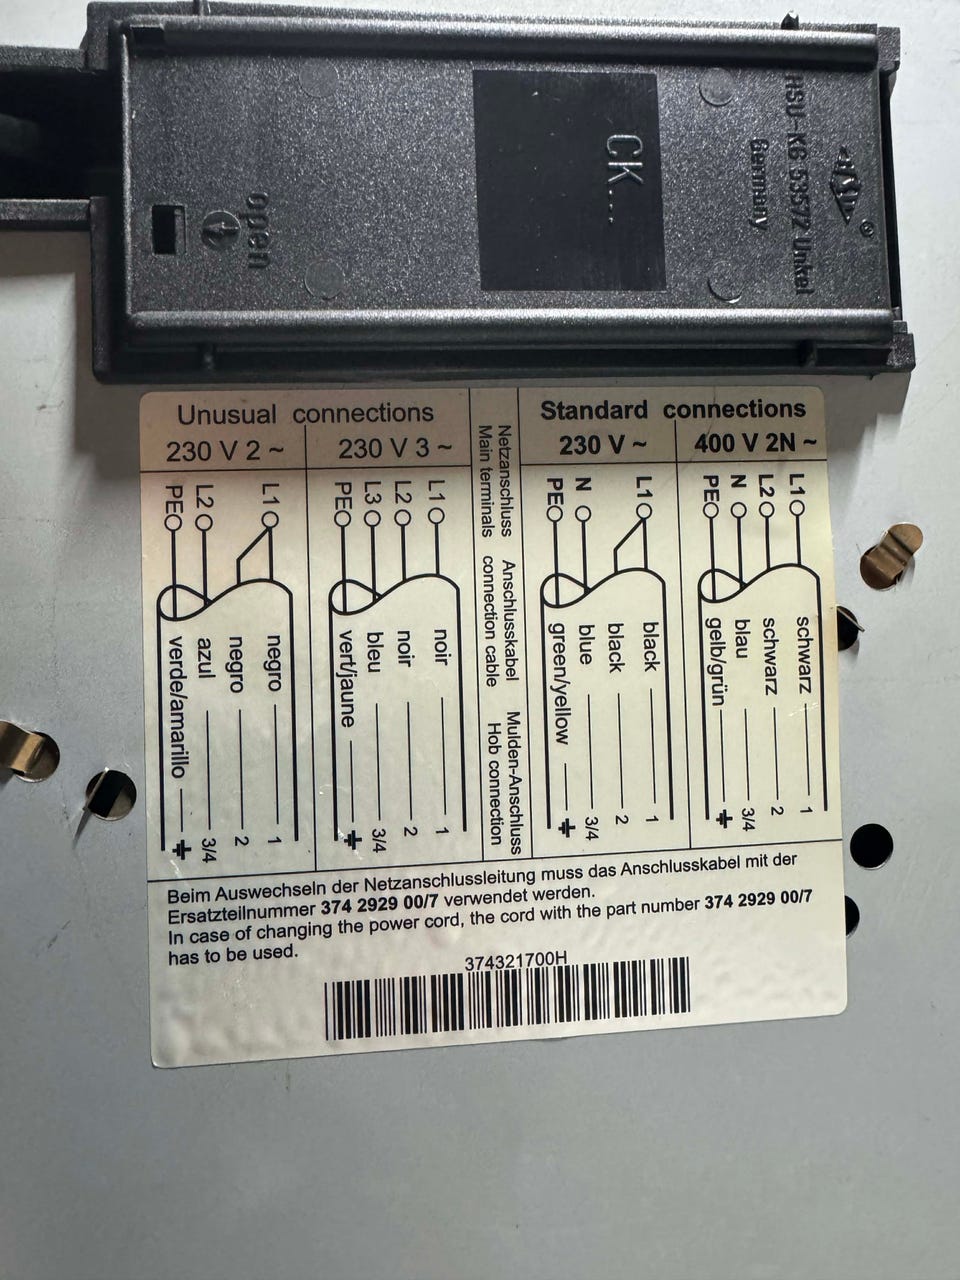 HSU-KG 53572 Unkel
Germany
CK...
open
Unusual connections
230 V 2 ~
230 V 3 ~
Netzanschluss Anschlusskabel Mulden-Anschluss
Main terminals connection cable Hob connection
Standard connections
230 V ~
400 V 2N ~
L1 negro 1
negro 2
L2 azul 3/4
PE verde/amarillo
L1 noir 1
L2 noir 2
L3 bleu 3/4
PE vert/jaune
L1 black 1
black 2
N blue 3/4
PE green/yellow
L1 schwarz 1
L2 schwarz 2
N blau 3/4
PE gelb/grün
Beim Auswechseln der Netzanschlussleitung muss das Anschlusskabel mit der
Ersatzteilnummer 374 2929 00/7 verwendet werden.
In case of changing the power cord, the cord with the part number 374 2929 00/7
has to be used.
374321700H